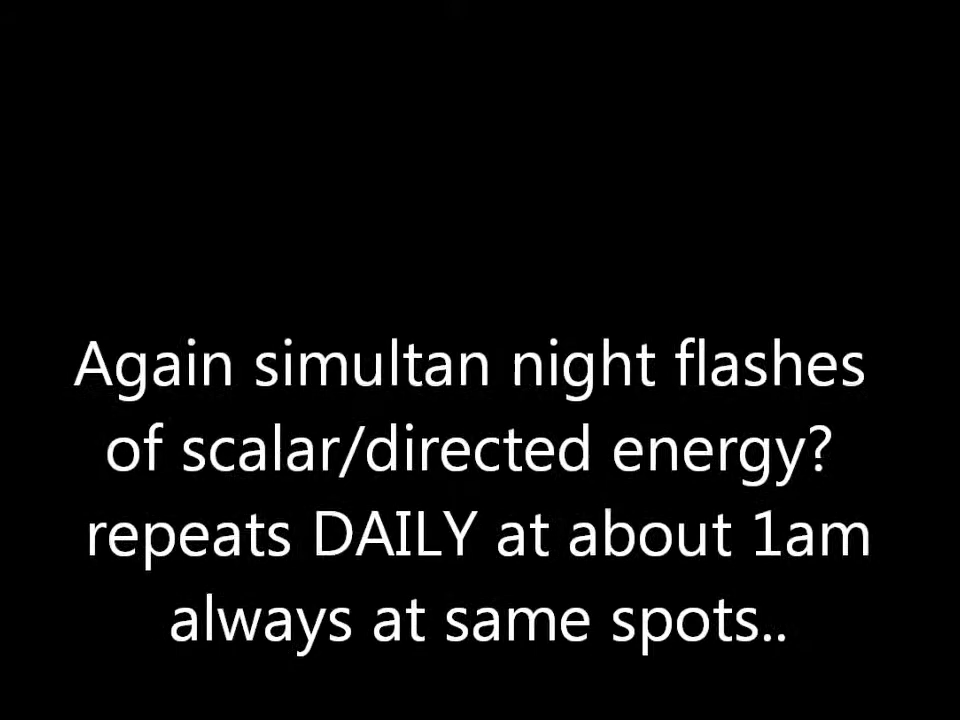 Again simultan night flashes
of scalar/directed energy?
repeats DAILY at about 1am
always at same spots..